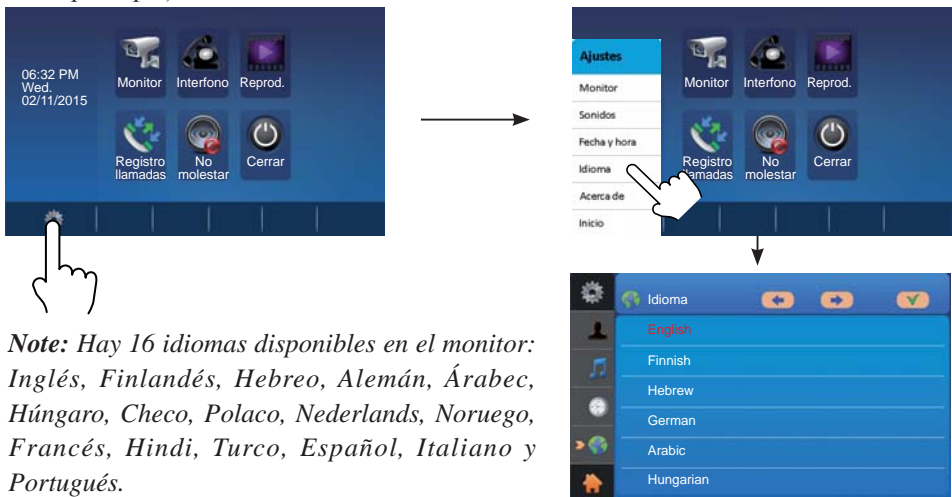 06:32 PM
Wed.
02/11/2015
Monitor
Interfono
Reprod.
Registro
llamadas
No
molestar
Cerrar
Ajustes
Monitor
Sonidos
Fecha y hora
Idioma
Acerca de
Inicio
Monitor
Interfono
Reprod.
Registro
llamadas
No
molestar
Cerrar
Note: Hay 16 idiomas disponibles en el monitor:
Inglés, Finlandés, Hebreo, Alemán, Árabec,
Húngaro, Checo, Polaco, Nederlands, Noruego,
Francés, Hindi, Turco, Español, Italiano y
Portugués.
Idioma
English
Finnish
Hebrew
German
Arabic
Hungarian